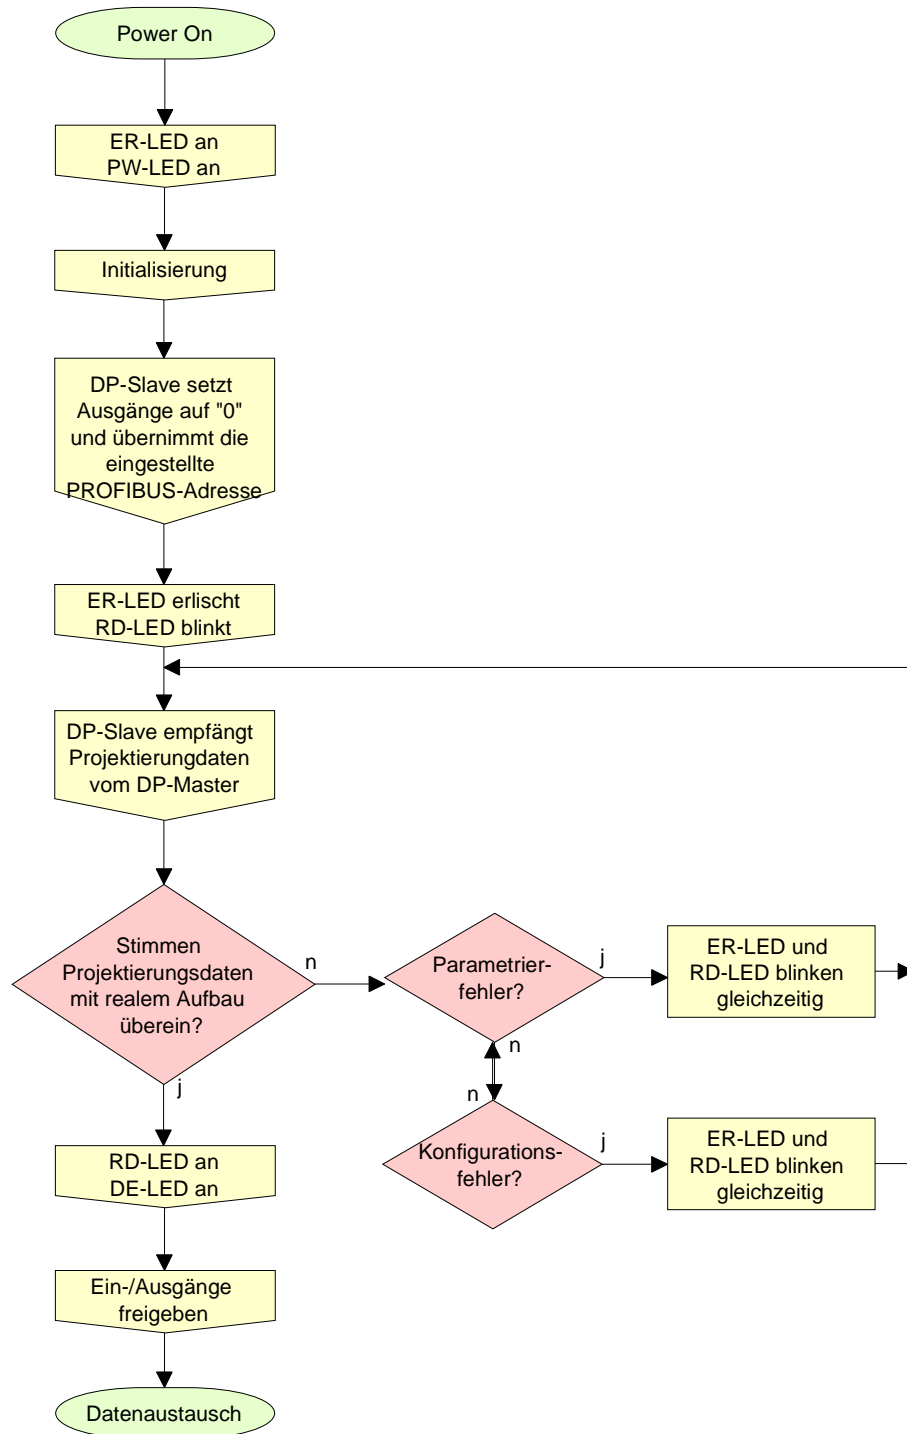 Power On
ER-LED an
PW-LED an
Initialisierung
DP-Slave setzt
Ausgänge auf "0"
und übernimmt die
eingestellte
PROFIBUS-Adresse
ER-LED erlischt
RD-LED blinkt
DP-Slave empfängt
Projektierungdaten
vom DP-Master
Stimmen
Projektierungsdaten
mit realem Aufbau
überein?
n
j
Parametrier-
fehler?
j
n
ER-LED und
RD-LED blinken
gleichzeitig
n
Konfigurations-
fehler?
j
ER-LED und
RD-LED blinken
gleichzeitig
RD-LED an
DE-LED an
Ein-/Ausgänge
freigeben
Datenaustausch